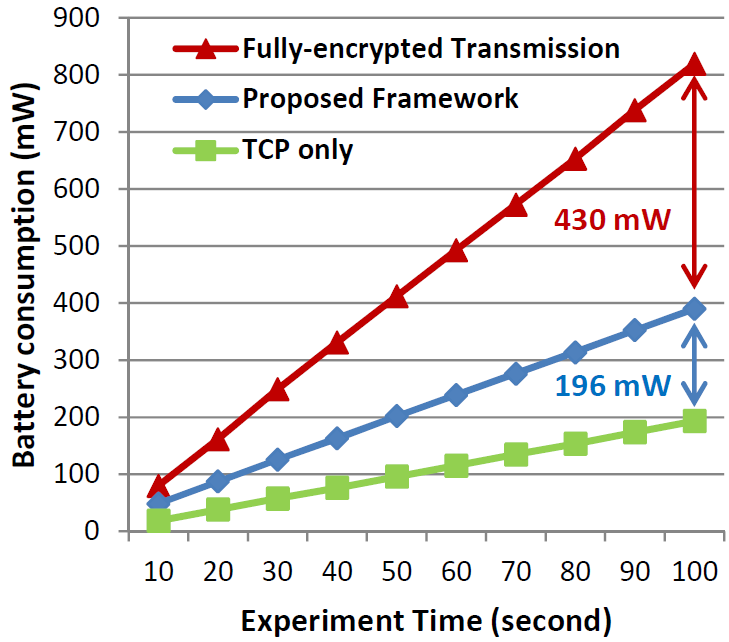 900
800
700
600
500
400
300
200
100
0
Battery consumption (mW)
Fully-encrypted Transmission
Proposed Framework
TCP only
430 mW
196 mW
10 20 30 40 50 60 70 80 90 100
Experiment Time (second)